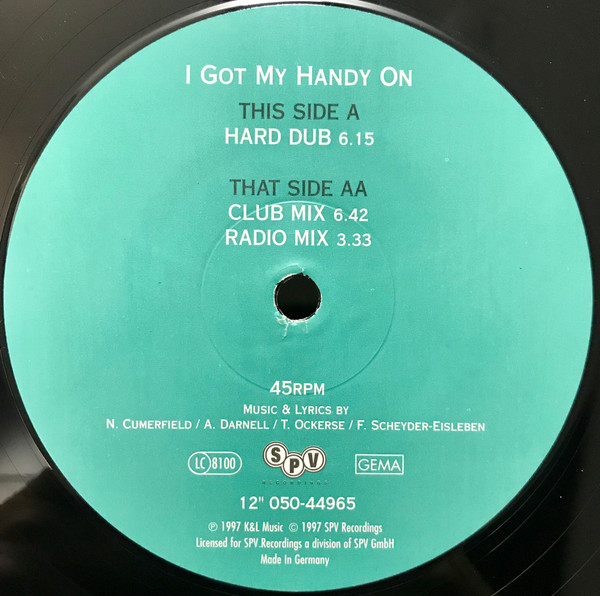 I GOT MY HANDY ON
THIS SIDE A
HARD DUB 6.15
THAT SIDE AA
CLUB MIX 6.42
RADIO MIX 3.33
45RPM
MUSIC & LYRICS BY
N. CUMERFIELD / A. DARNELL / T. OCKERSE / F. SCHEYDER-EISLEBEN
LC 8100 SPV GEMA
RECORDINGS
12" 050-44965
℗ 1997 K&L Music © 1997 SPV Recordings
Licensed for SPV.Recordings a division of SPV GmbH
Made In Germany